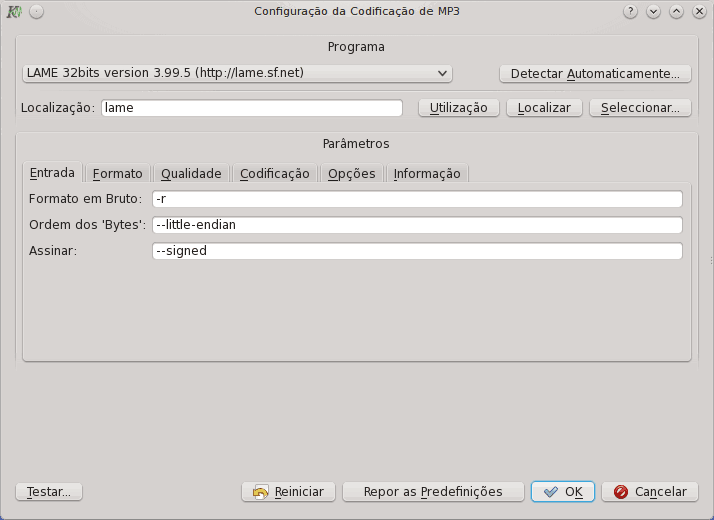 Configuração da Codificação de MP3
Programa
LAME 32bits version 3.99.5 (http://lame.sf.net)
Detectar Automaticamente...
Localização: lame
Utilização
Localizar
Seleccionar...
Parâmetros
Entrada
Formato
Qualidade
Codificação
Opções
Informação
Formato em Bruto: -r
Ordem dos 'Bytes': --little-endian
Assinar: --signed
Testar...
Reiniciar
Repor as Predefinições
OK
Cancelar